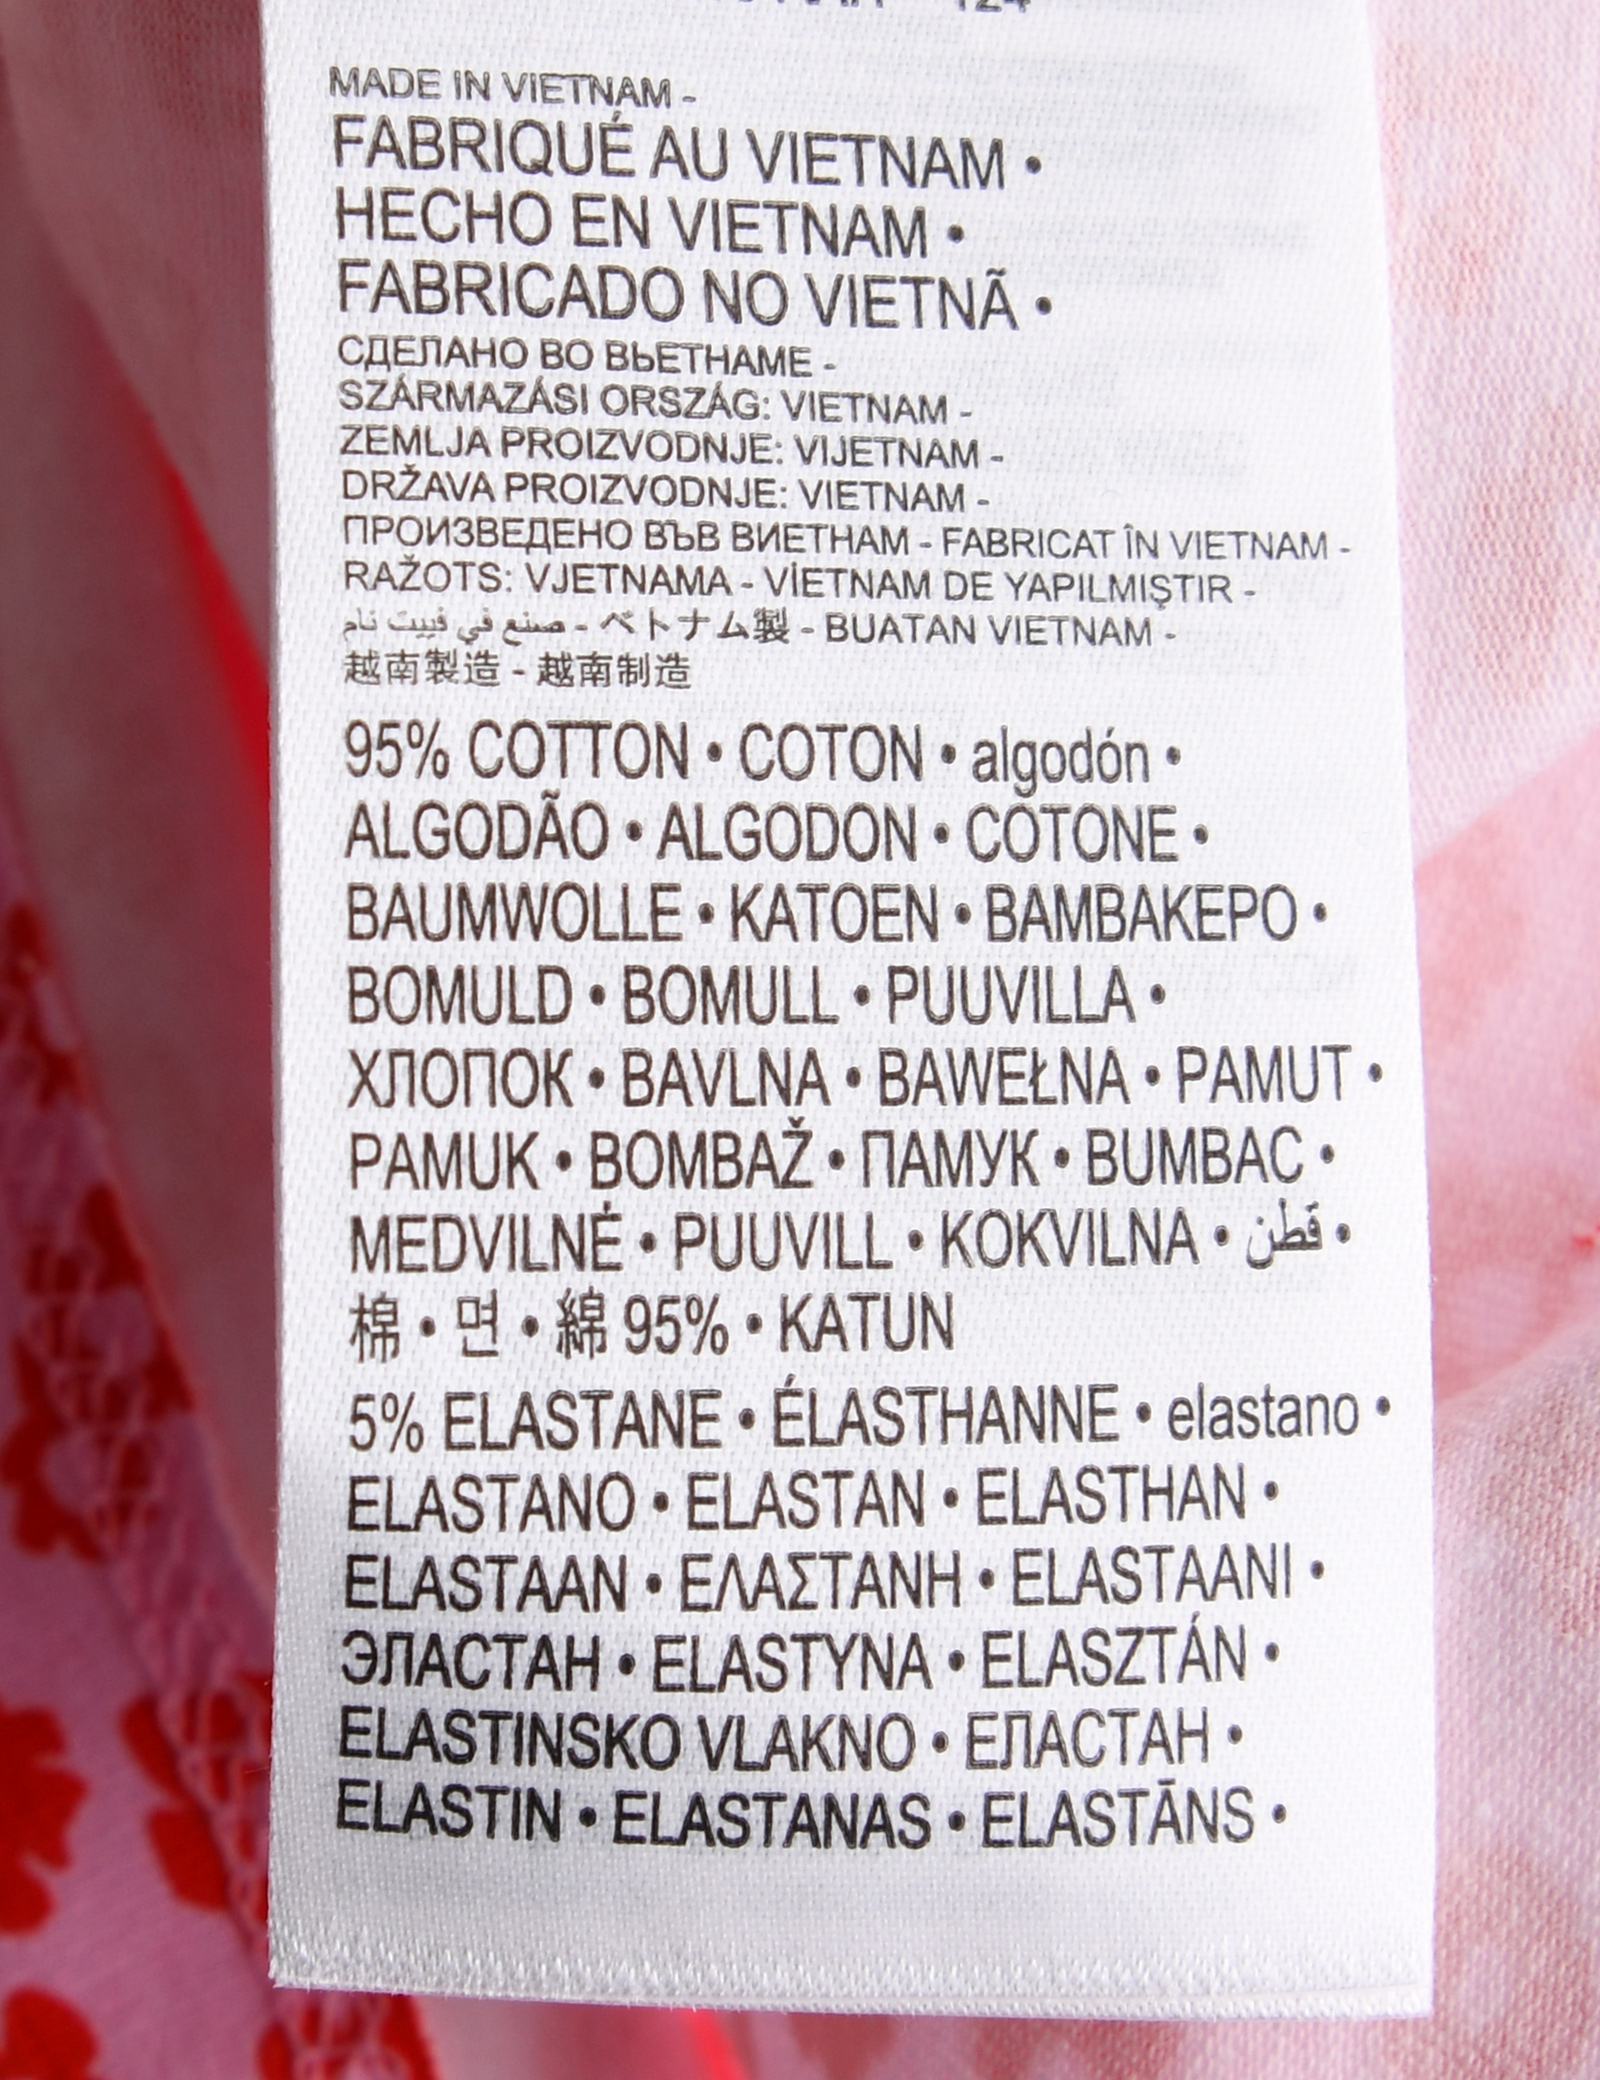 MADE IN VIETNAM -
FABRIQUÉ AU VIETNAM •
HECHO EN VIETNAM •
FABRICADO NO VIETNÃ •
СДЕЛАНО ВО ВЬЕТНАМЕ -
SZÁRMAZÁSI ORSZÁG: VIETNAM -
ZEMLJA PROIZVODNJE: VIJETNAM -
DRŽAVA PROIZVODNJE: VIETNAM -
ПРОИЗВЕДЕНО ВЪВ ВИЕТНАМ - FABRICAT ÎN VIETNAM -
RAŽOTS: VJETNAMA - VİETNAM DE YAPILMIŞTIR -
صنع في فييت نام - ベトナム製 - BUATAN VIETNAM -
越南製造 - 越南制造
95% COTTON • COTON • algodón •
ALGODÃO • ALGODON • COTONE •
BAUMWOLLE • KATOEN • ΒΑΜΒΑΚΕΡΟ •
BOMULD • BOMULL • PUUVILLA •
ХЛОПОК • BAVLNA • BAWEŁNA • PAMUT •
PAMUK • BOMBAŽ • ПАМУК • BUMBAC •
MEDVILNĖ • PUUVILL • KOKVILNA • قطن •
棉 • 면 • 綿 95% • KATUN
5% ELASTANE • ÉLASTHANNE • elastano •
ELASTANO • ELASTAN • ELASTHAN •
ELASTAAN • ΕΛΑΣΤΑΝΗ • ELASTAANI •
ЭЛАСТАН • ELASTYNA • ELASZTÁN •
ELASTINSKO VLAKNO • ЕЛАСТАН •
ELASTIN • ELASTANAS • ELASTĀNS •